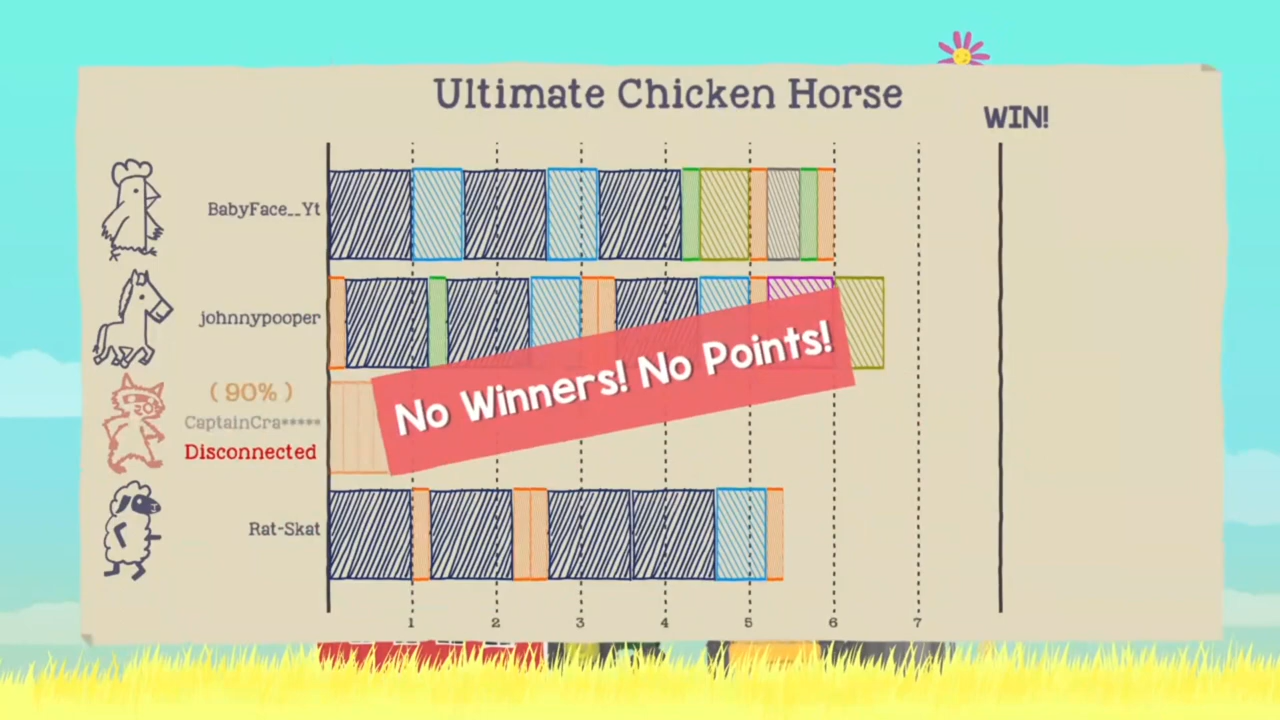 Ultimate Chicken Horse
WIN!
BabyFace__Yt
johnnypooper
( 90% )
CaptainCra*****
Disconnected
No Winners! No Points!
Rat-Skat
1 2 3 4 5 6 7